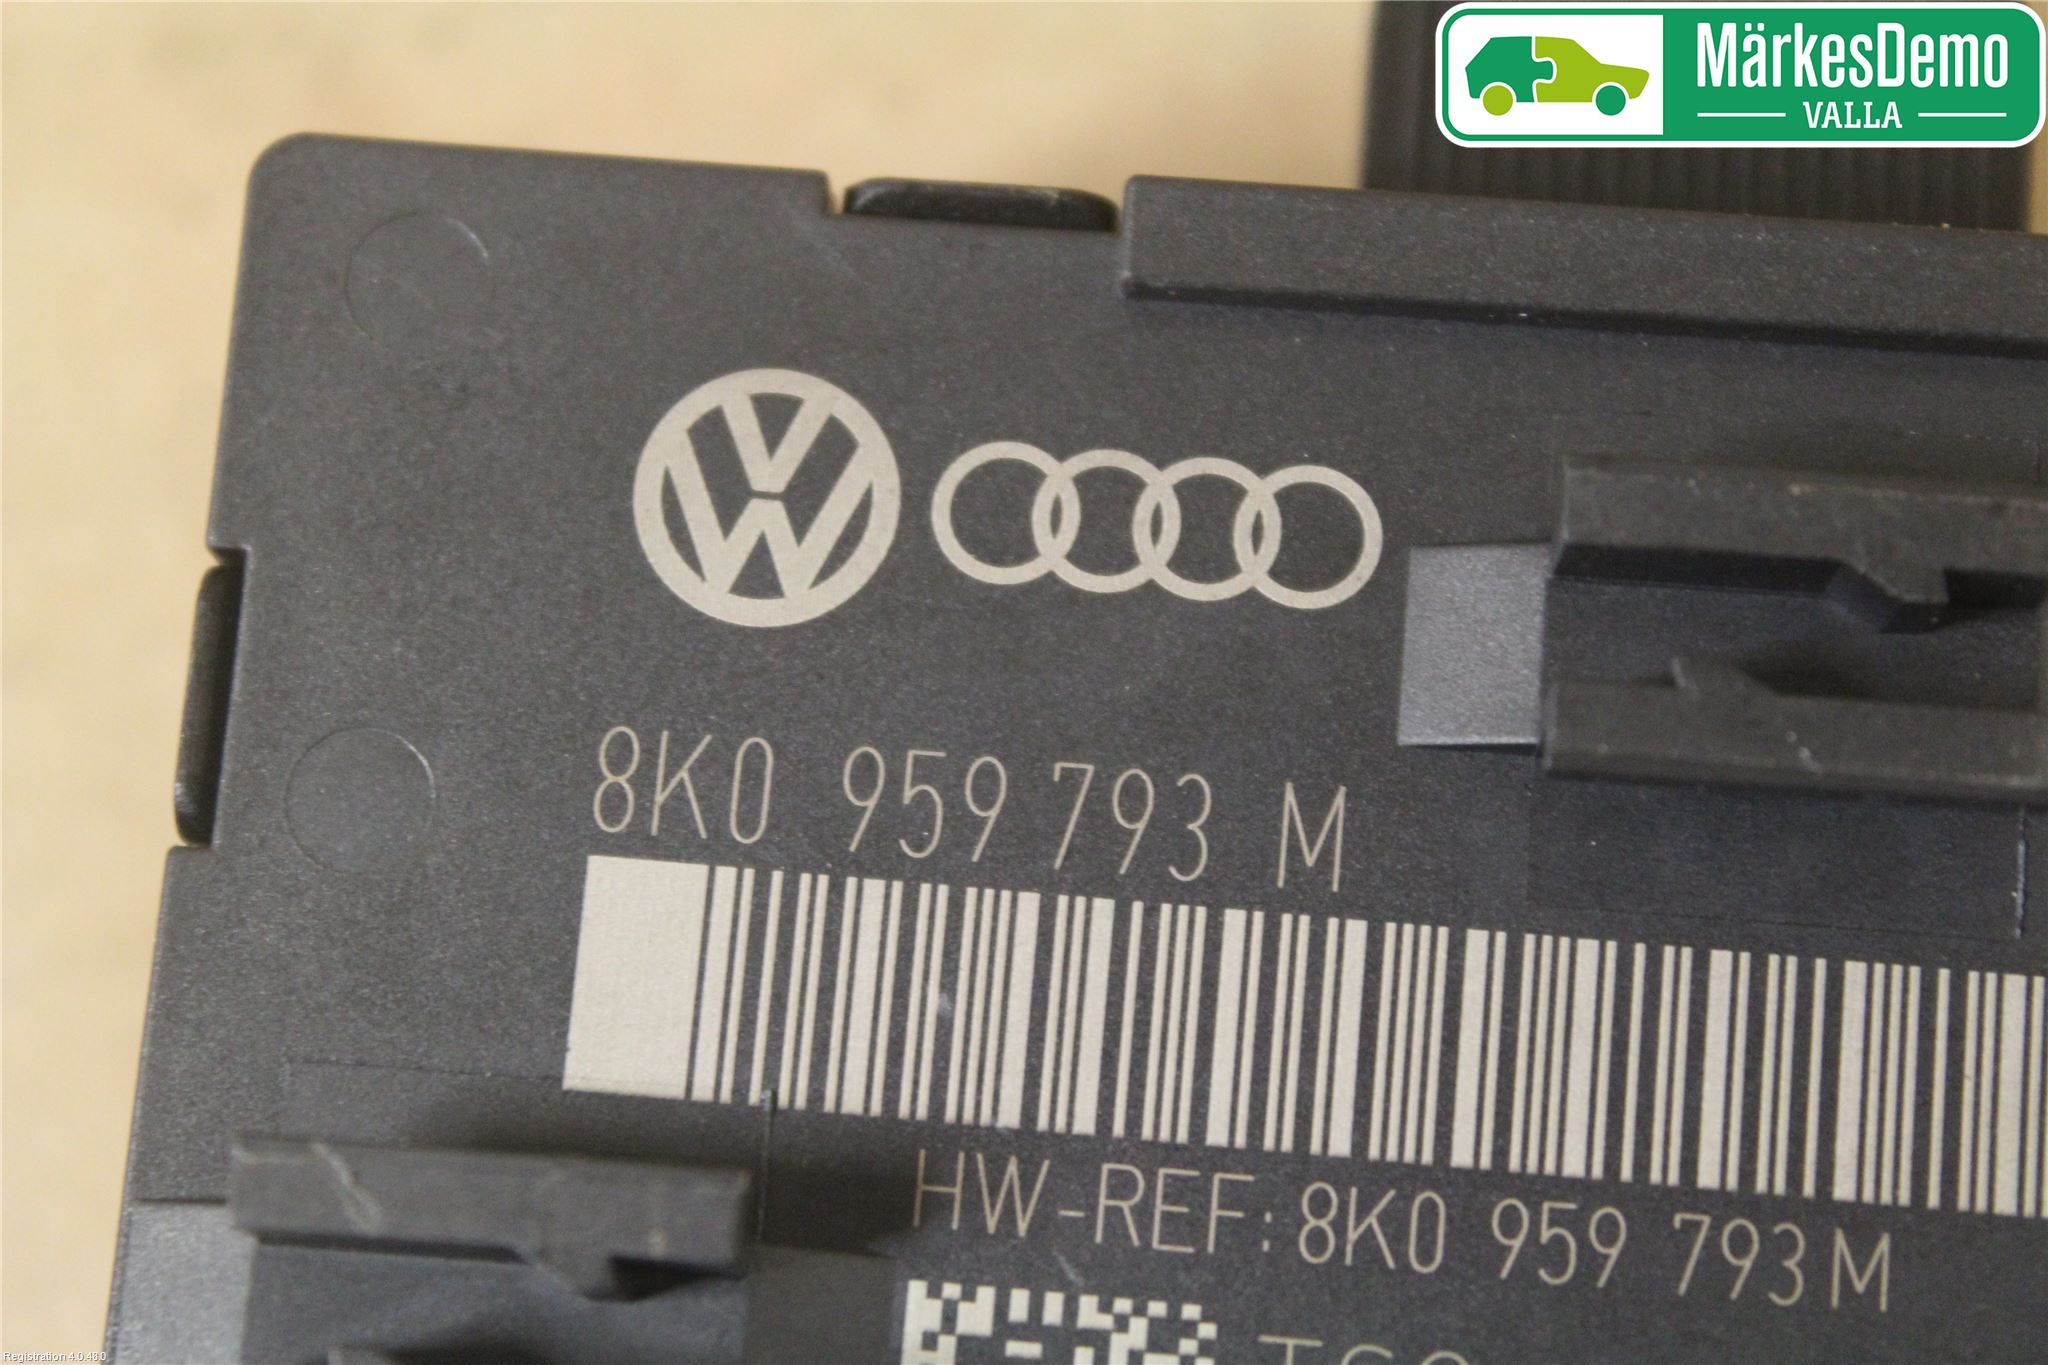 MärkesDemo
VALLA
8K0 959 793 M
HW-REF: 8K0 959 793 M
Registration 4.0.48.0